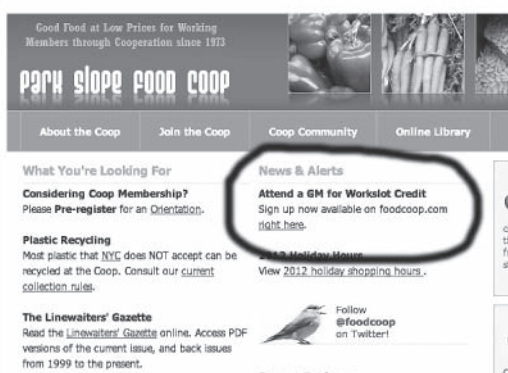 Good Food at Low Prices for Working
Members through Cooperation since 1973
PARK SLOPE FOOD COOP
About the Coop
Join the Coop
Coop Community
Online Library
What You're Looking For
Considering Coop Membership?
Please Pre-register for an Orientation.
Plastic Recycling
Most plastic that NYC does NOT accept can be
recycled at the Coop. Consult our current
collection rules.
The Linewaiters' Gazette
Read the Linewaiters' Gazette online. Access PDF
versions of the current issue, and back issues
from 1999 to the present.
News & Alerts
Attend a GM for Workslot Credit
Sign up now available on foodcoop.com
right here.
2012 Holiday Hours
View 2012 holiday shopping hours .
Follow
@foodcoop
on Twitter!